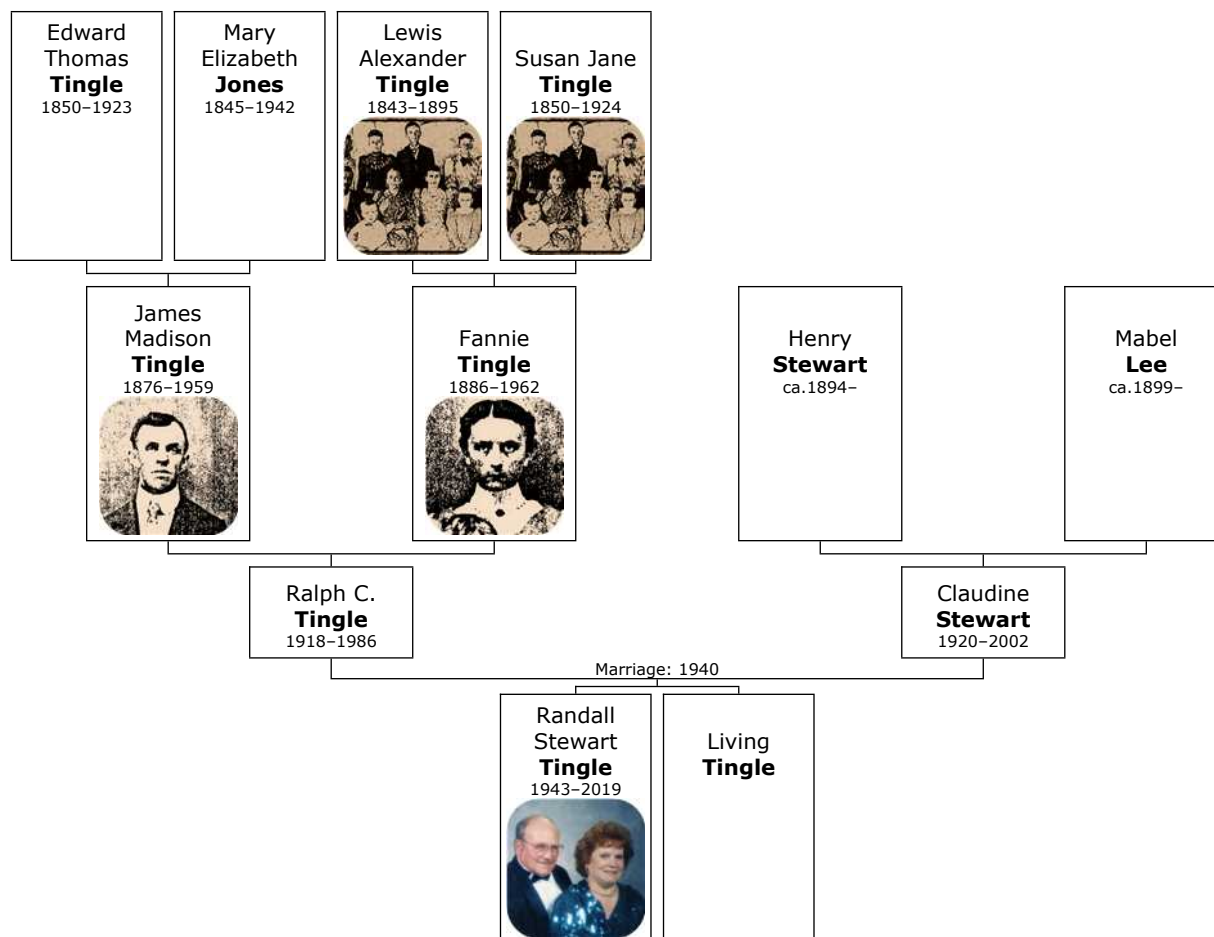 Edward
Thomas
Tingle
1850–1923
Mary
Elizabeth
Jones
1845–1942
Lewis
Alexander
Tingle
1843–1895
Susan Jane
Tingle
1850–1924
James
Madison
Tingle
1876–1959
Fannie
Tingle
1886–1962
Henry
Stewart
ca.1894–
Mabel
Lee
ca.1899–
Ralph C.
Tingle
1918–1986
Claudine
Stewart
1920–2002
Marriage: 1940
Randall
Stewart
Tingle
1943–2019
Living
Tingle